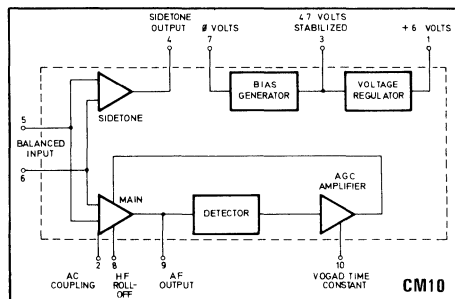 SIDETONE OUTPUT
4
Ø VOLTS
7
4.7 VOLTS STABILIZED
3
+6 VOLTS
1
SIDETONE
BIAS GENERATOR
VOLTAGE REGULATOR
5
BALANCED INPUT
6
MAIN
DETECTOR
AGC AMPLIFIER
2
8
9
10
AC COUPLING
HF ROLL-OFF
AF OUTPUT
VOGAD TIME CONSTANT
CM10